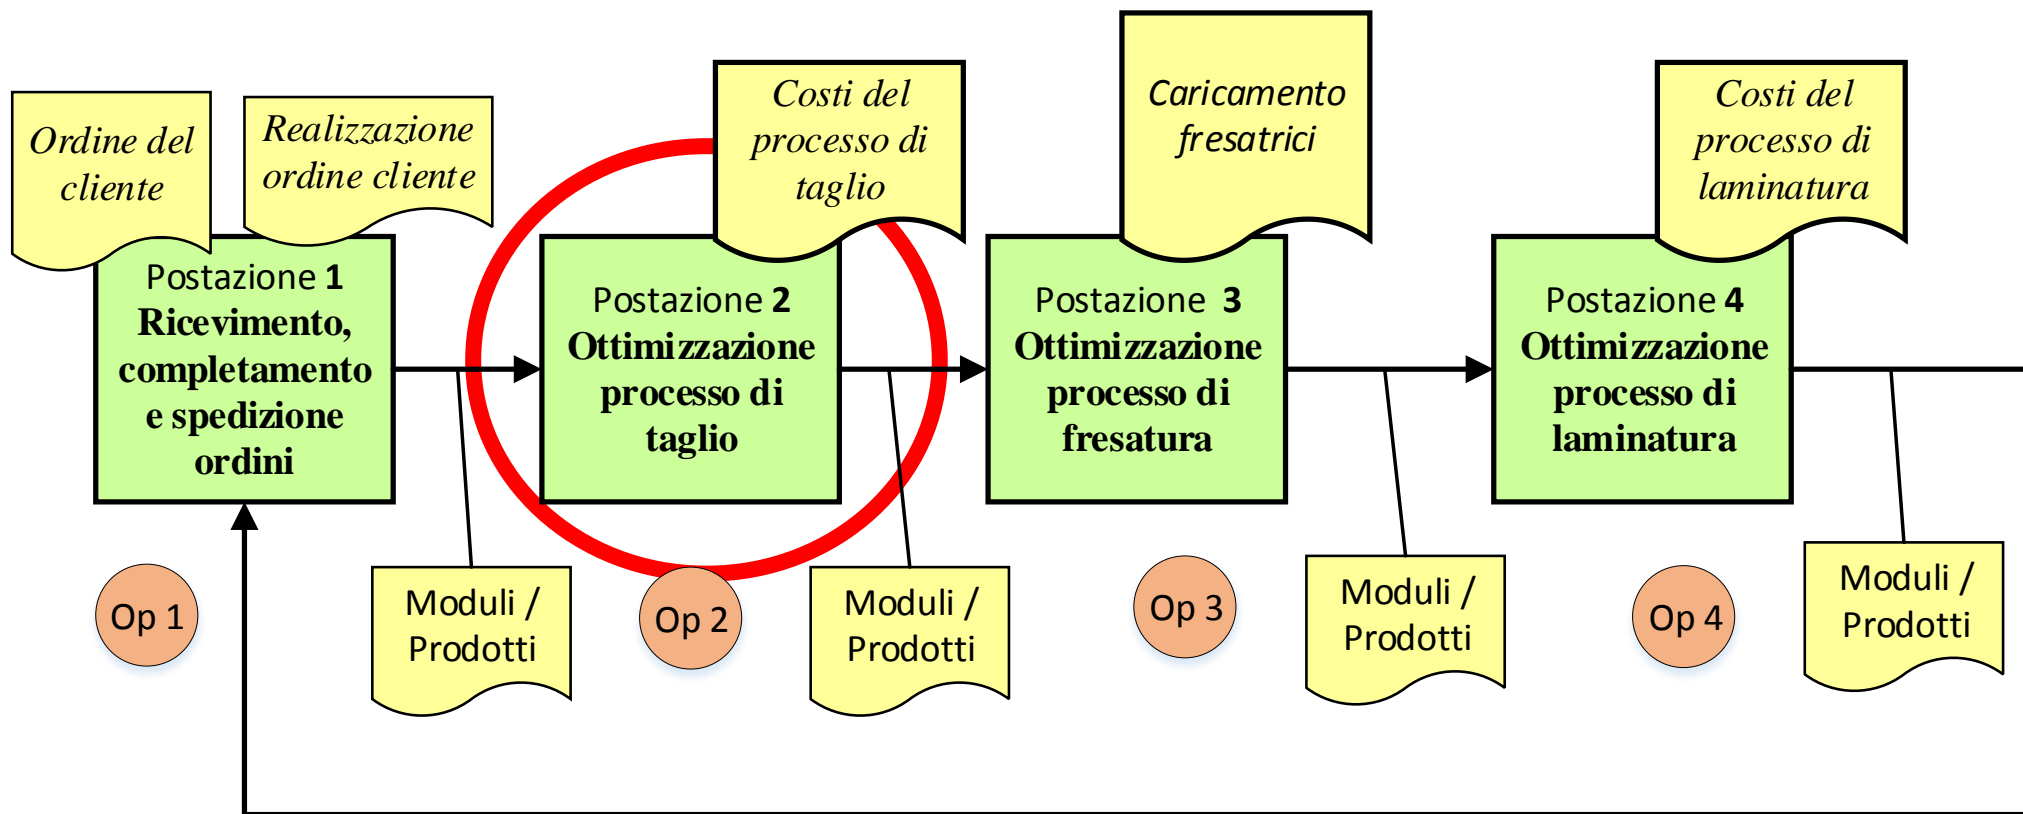 Ordine del
cliente
Realizzazione
ordine cliente
Costi del
processo di
taglio
Caricamento
fresatrici
Costi del
processo di
laminatura
Postazione 1
Ricevimento,
completamento
e spedizione
ordini
Postazione 2
Ottimizzazione
processo di
taglio
Postazione 3
Ottimizzazione
processo di
fresatura
Postazione 4
Ottimizzazione
processo di
laminatura
Op 1
Moduli /
Prodotti
Op 2
Moduli /
Prodotti
Op 3
Moduli /
Prodotti
Op 4
Moduli /
Prodotti